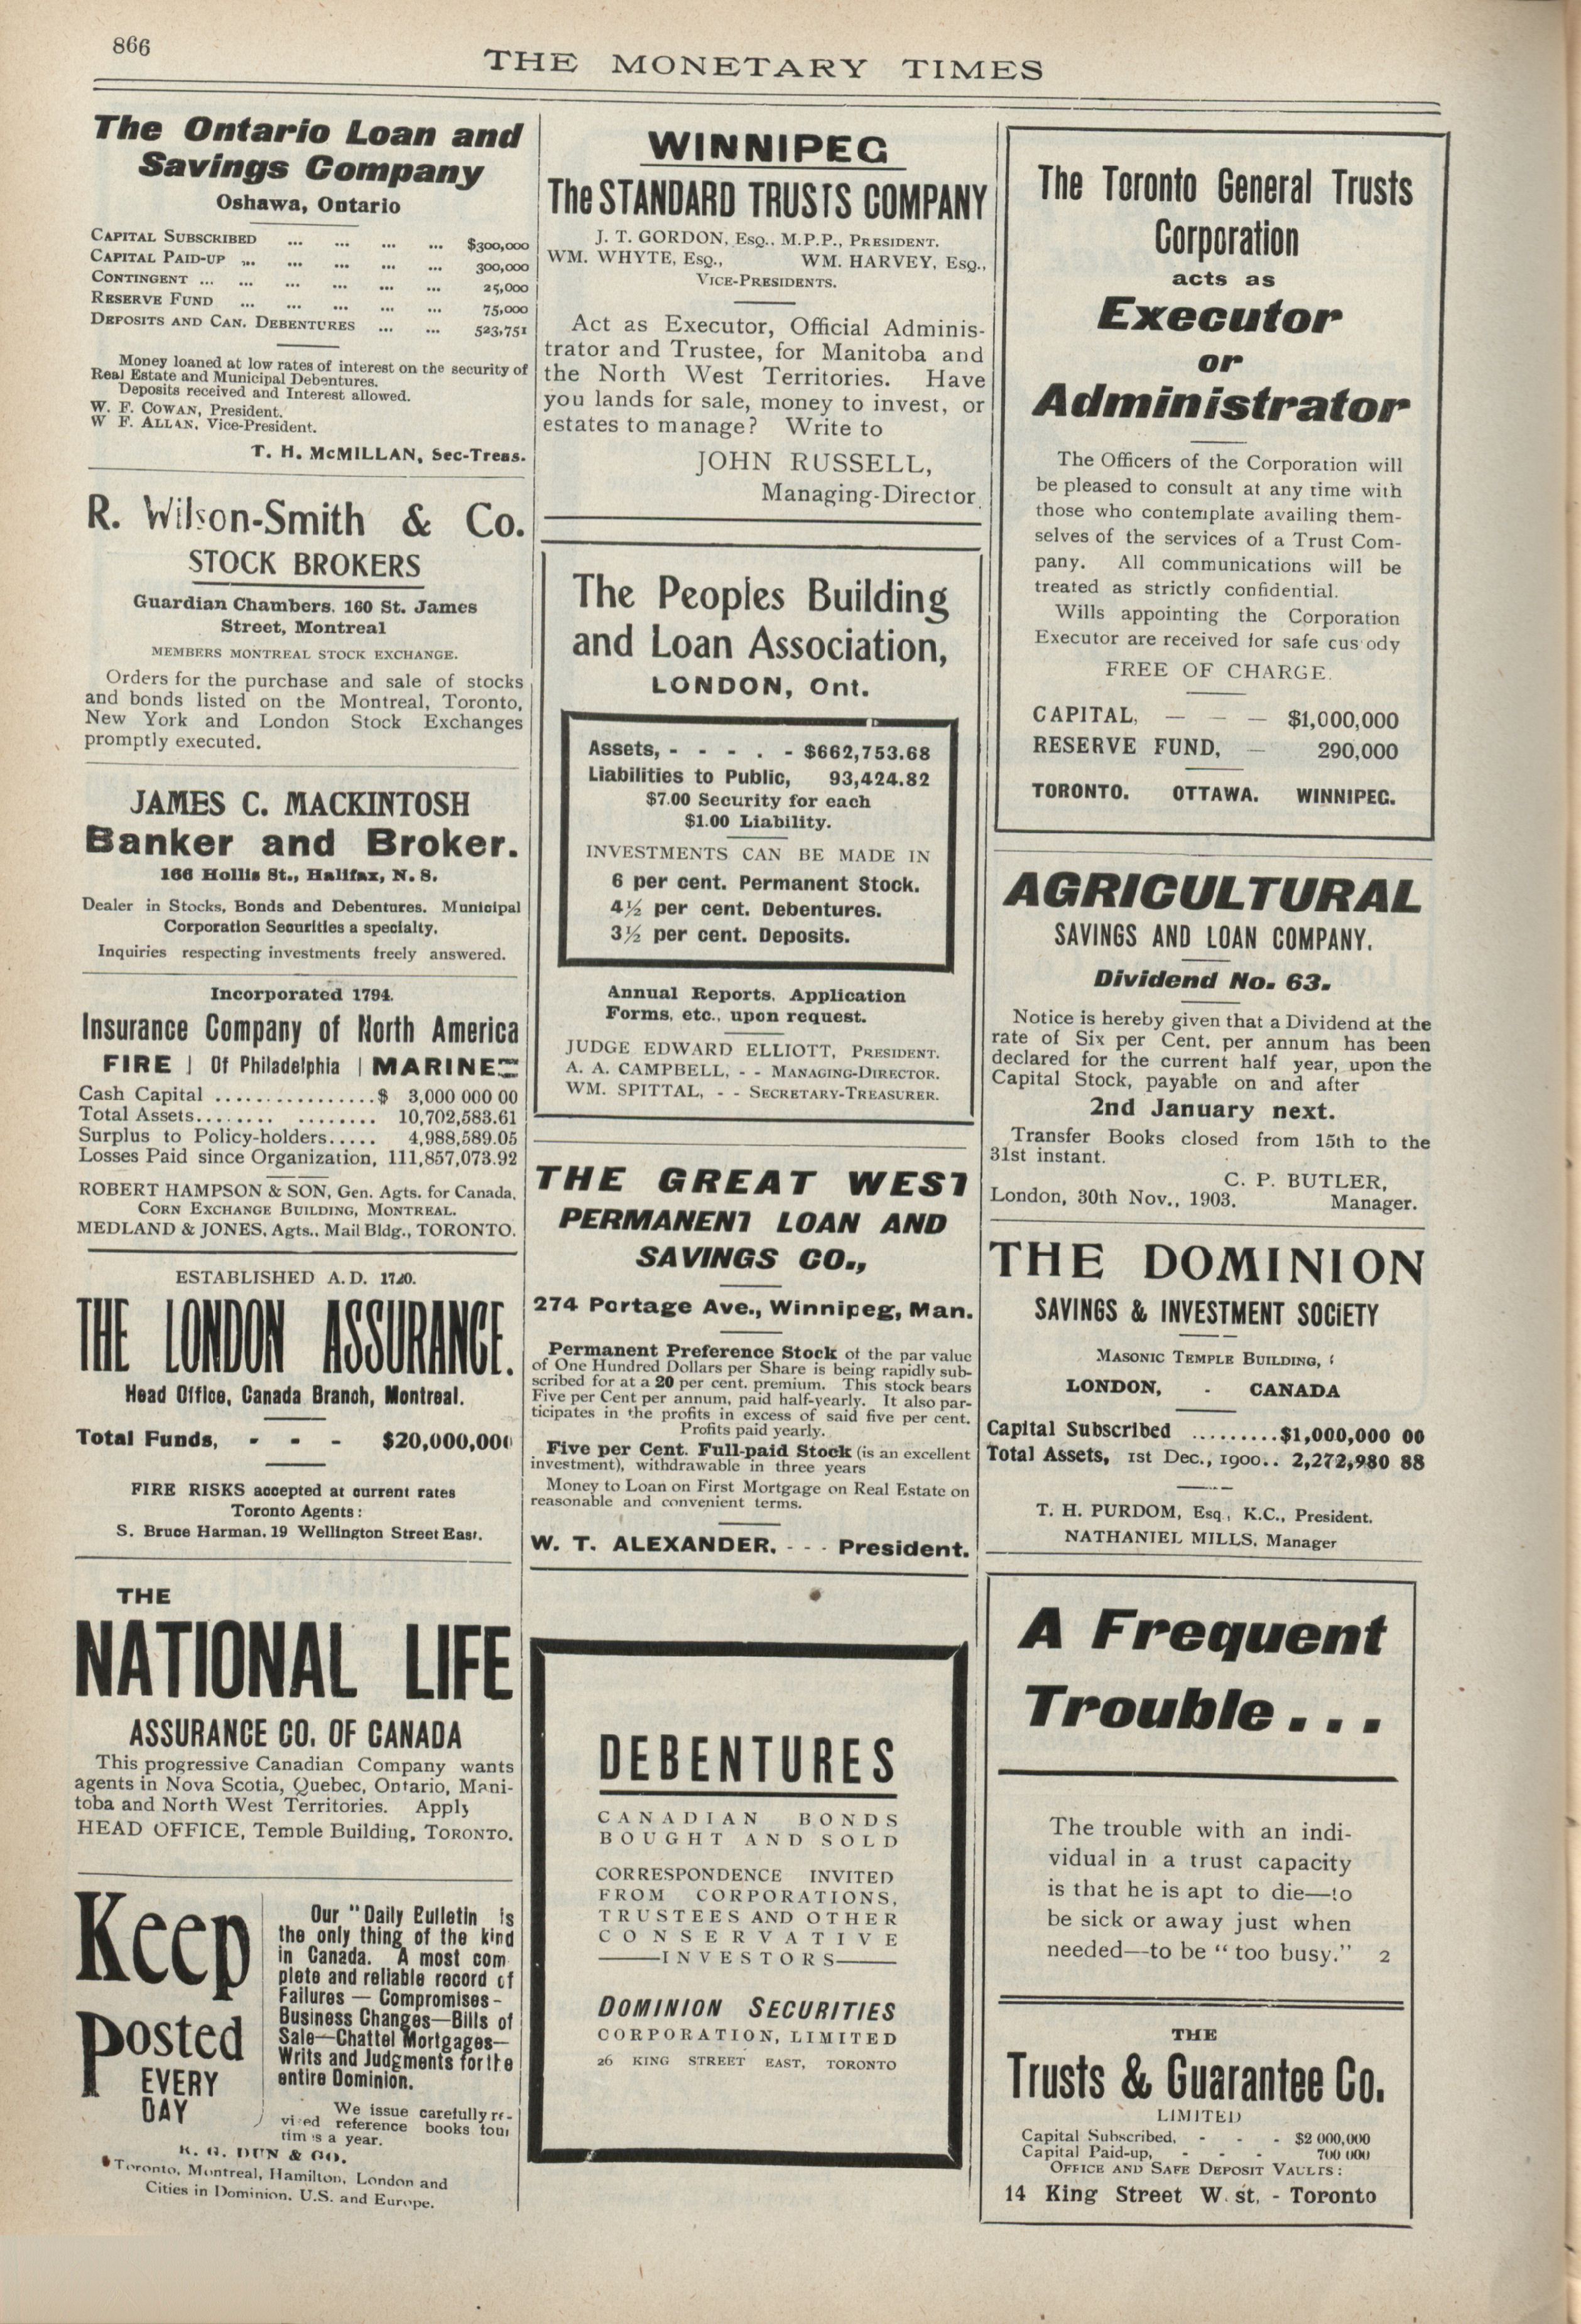 866
THE MONETARY TIMES
The Ontario Loan and
Savings Company
Oshawa, Ontario
CAPITAL SUBSCRIBED ... ... ... ... $300,000
CAPITAL PAID-UP ... ... ... ... ... 300,000
CONTINGENT ... ... ... ... ... ... 25,000
RESERVE FUND ... ... ... ... ... 75,000
DEPOSITS AND CAN. DEBENTURES ... ... 523,751
Money loaned at low rates of interest on the security of
Real Estate and Municipal Debentures.
Deposits received and Interest allowed.
W. F. COWAN, President.
W F. ALLAN, Vice-President.
T. H. McMILLAN, Sec-Treas.
R. Wilson-Smith & Co.
STOCK BROKERS
Guardian Chambers. 160 St. James
Street, Montreal
MEMBERS MONTREAL STOCK EXCHANGE.
Orders for the purchase and sale of stocks
and bonds listed on the Montreal, Toronto,
New York and London Stock Exchanges
promptly executed.
JAMES C. MACKINTOSH
Banker and Broker.
166 Hollis St., Halifax, N. S.
Dealer in Stocks, Bonds and Debentures. Municipal
Corporation Securities a specialty.
Inquiries respecting investments freely answered.
Incorporated 1794.
Insurance Company of North America
FIRE | Of Philadelphia | MARINE
Cash Capital ................$ 3,000 000 00
Total Assets........ ........ 10,702,583.61
Surplus to Policy-holders..... 4,988,589.05
Losses Paid since Organization, 111,857,073.92
ROBERT HAMPSON & SON, Gen. Agts. for Canada,
CORN EXCHANGE BUILDING, MONTREAL.
MEDLAND & JONES, Agts., Mail Bldg., TORONTO.
ESTABLISHED A.D. 1720.
THE LONDON ASSURANCE.
Head Office, Canada Branch, Montreal.
Total Funds, - - - $20,000,000
FIRE RISKS accepted at current rates
Toronto Agents:
S. Bruce Harman, 19 Wellington Street East.
THE
NATIONAL LIFE
ASSURANCE CO. OF CANADA
This progressive Canadian Company wants
agents in Nova Scotia, Quebec, Ontario, Mani-
toba and North West Territories. Apply
HEAD OFFICE, Temple Building, TORONTO.
Keep
posted
EVERY
DAY
Our "Daily Bulletin is
the only thing of the kind
in Canada. A most com
plete and reliable record of
Failures — Compromises -
Business Changes—Bills of
Sale—Chattel Mortgages—
Writs and Judgments for the
entire Dominion.
We issue carefully re-
vised reference books four
times a year.
R. G. DUN & CO.
Toronto, Montreal, Hamilton, London and
Cities in Dominion, U.S. and Europe.
WINNIPEG
The STANDARD TRUSTS COMPANY
J. T. GORDON, Esq., M.P.P., PRESIDENT.
WM. WHYTE, Esq., WM. HARVEY, Esq.,
VICE-PRESIDENTS.
Act as Executor, Official Adminis-
trator and Trustee, for Manitoba and
the North West Territories. Have
you lands for sale, money to invest, or
estates to manage? Write to
JOHN RUSSELL,
Managing-Director
The Peoples Building
and Loan Association,
LONDON, Ont.
Assets, - - - . - $662,753.68
Liabilities to Public, 93,424.82
$7.00 Security for each
$1.00 Liability.
INVESTMENTS CAN BE MADE IN
6 per cent. Permanent Stock.
4½ per cent. Debentures.
3½ per cent. Deposits.
Annual Reports, Application
Forms, etc., upon request.
JUDGE EDWARD ELLIOTT, PRESIDENT.
A. A. CAMPBELL, - - MANAGING-DIRECTOR.
WM. SPITTAL, - - SECRETARY-TREASURER.
THE GREAT WEST
PERMANENT LOAN AND
SAVINGS CO.,
274 Portage Ave., Winnipeg, Man.
Permanent Preference Stock of the par value
of One Hundred Dollars per Share is being rapidly sub-
scribed for at a 20 per cent. premium. This stock bears
Five per Cent per annum, paid half-yearly. It also par-
ticipates in the profits in excess of said five per cent.
Profits paid yearly.
Five per Cent. Full-paid Stock (is an excellent
investment), withdrawable in three years
Money to Loan on First Mortgage on Real Estate on
reasonable and convenient terms.
W. T. ALEXANDER, - - - President.
DEBENTURES
CANADIAN BONDS
BOUGHT AND SOLD
CORRESPONDENCE INVITED
FROM CORPORATIONS,
TRUSTEES AND OTHER
CONSERVATIVE
——INVESTORS——
DOMINION SECURITIES
CORPORATION, LIMITED
26 KING STREET EAST, TORONTO
The Toronto General Trusts
Corporation
acts as
Executor
or
Administrator
The Officers of the Corporation will
be pleased to consult at any time with
those who contemplate availing them-
selves of the services of a Trust Com-
pany. All communications will be
treated as strictly confidential.
Wills appointing the Corporation
Executor are received for safe cus ody
FREE OF CHARGE.
CAPITAL, — — — $1,000,000
RESERVE FUND, — 290,000
TORONTO. OTTAWA. WINNIPEG.
AGRICULTURAL
SAVINGS AND LOAN COMPANY.
Dividend No. 63.
Notice is hereby given that a Dividend at the
rate of Six per Cent. per annum has been
declared for the current half year, upon the
Capital Stock, payable on and after
2nd January next.
Transfer Books closed from 15th to the
31st instant.
C. P. BUTLER,
London, 30th Nov., 1903. Manager.
THE DOMINION
SAVINGS & INVESTMENT SOCIETY
MASONIC TEMPLE BUILDING,
LONDON, - CANADA
Capital Subscribed .........$1,000,000 00
Total Assets, 1st Dec., 1900.. 2,272,980 88
T. H. PURDOM, Esq., K.C., President.
NATHANIEL MILLS, Manager
A Frequent
Trouble...
The trouble with an indi-
vidual in a trust capacity
is that he is apt to die—to
be sick or away just when
needed—to be "too busy." 2
THE
Trusts & Guarantee Co.
LIMITED
Capital Subscribed, - - - $2 000,000
Capital Paid-up, - - - 700 000
OFFICE AND SAFE DEPOSIT VAULTS:
14 King Street W. st, - Toronto